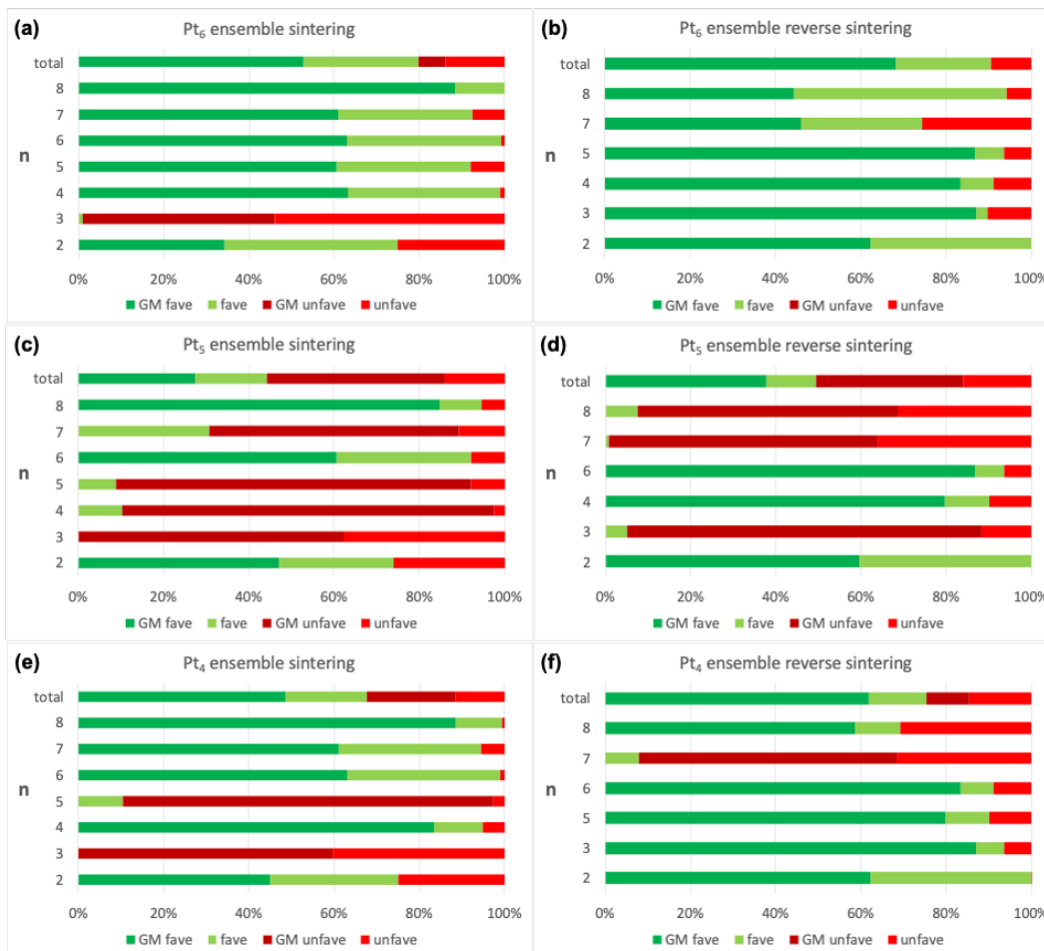 (a) Pt₆ ensemble sintering
total
8
7
6
n
5
4
3
2
0% 20% 40% 60% 80% 100%
GM fave fave GM unfave unfave
(b) Pt₆ ensemble reverse sintering
total
8
7
n
5
4
3
2
0% 20% 40% 60% 80% 100%
GM fave fave GM unfave unfave
(c) Pt₅ ensemble sintering
total
8
7
6
n
5
4
3
2
0% 20% 40% 60% 80% 100%
GM fave fave GM unfave unfave
(d) Pt₅ ensemble reverse sintering
total
8
7
6
n
4
3
2
0% 20% 40% 60% 80% 100%
GM fave fave GM unfave unfave
(e) Pt₄ ensemble sintering
total
8
7
6
n
5
4
3
2
0% 20% 40% 60% 80% 100%
GM fave fave GM unfave unfave
(f) Pt₄ ensemble reverse sintering
total
8
7
6
n
5
3
2
0% 20% 40% 60% 80% 100%
GM fave fave GM unfave unfave